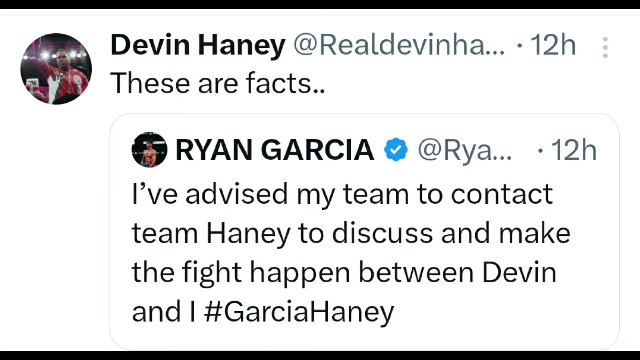 Devin Haney @Realdevinha... · 12h
These are facts..
RYAN GARCIA @Rya... · 12h
I’ve advised my team to contact
team Haney to discuss and make
the fight happen between Devin
and I #GarciaHaney